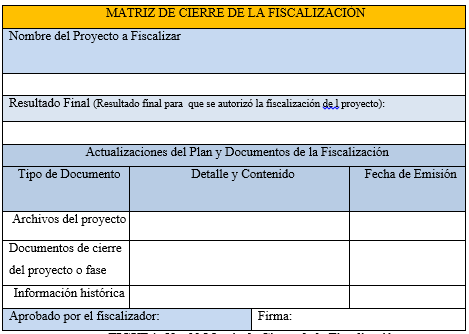 MATRIZ DE CIERRE DE LA FISCALIZACIÓN
Nombre del Proyecto a Fiscalizar
Resultado Final (Resultado final para que se autorizó la fiscalización de l proyecto):
Actualizaciones del Plan y Documentos de la Fiscalización
Tipo de Documento Detalle y Contenido Fecha de Emisión
Archivos del proyecto
Documentos de cierre
del proyecto o fase
Información histórica
Aprobado por el fiscalizador: Firma: